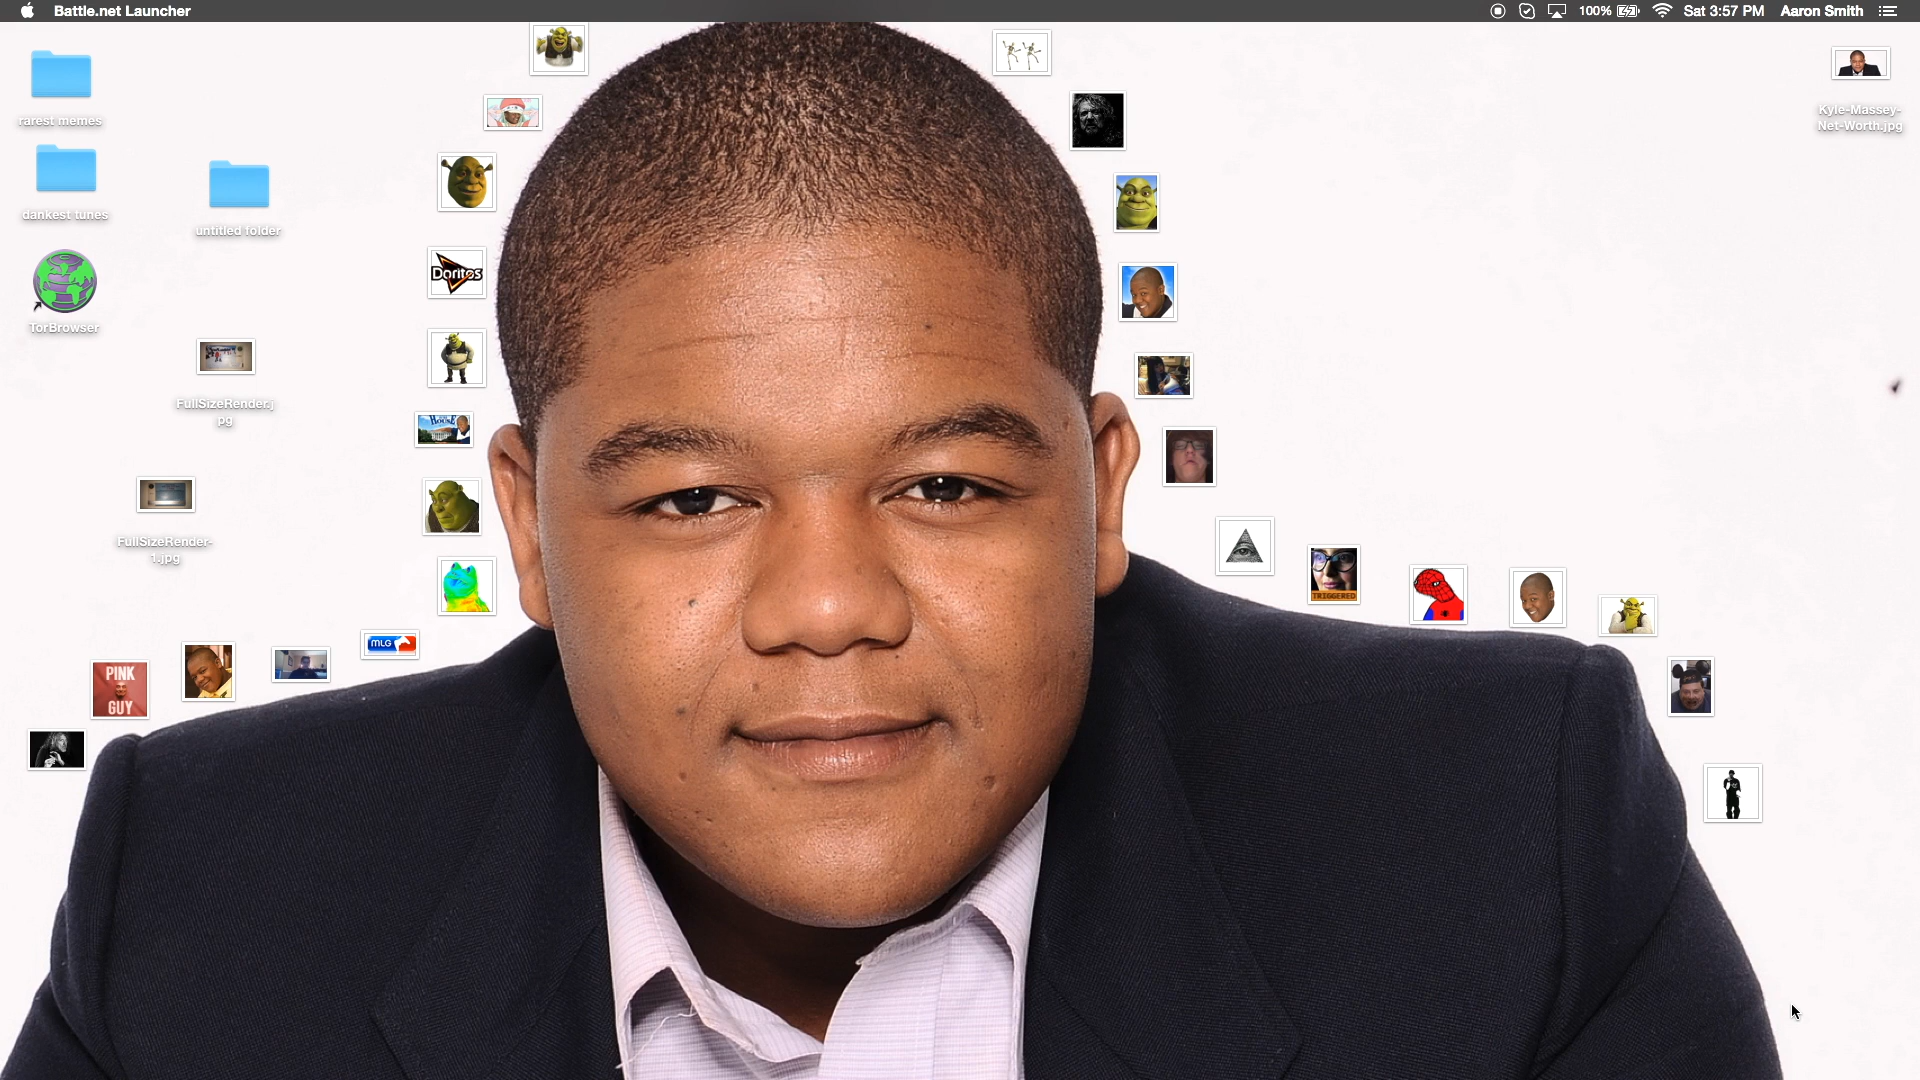 Battle.net Launcher
100%
Sat 3:57 PM
Aaron Smith
rarest memes
dankest tunes
untitled folder
TorBrowser
FullSizeRender.j
pg
FullSizeRender-
1.jpg
Kyle-Massey-
Net-Worth.jpg
Doritos
HOUSE
MLG
PINK
GUY
TRIGGERED